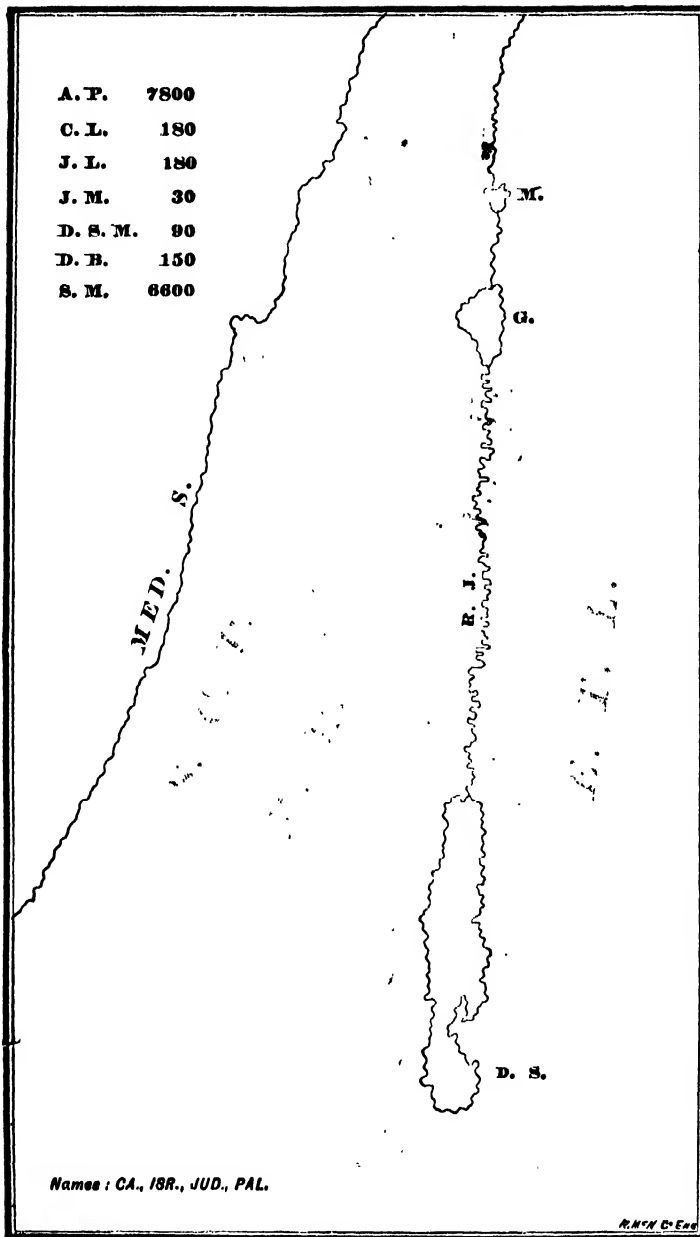 A. P. 7800
C. L. 180
J. L. 180
J. M. 30
D. S. M. 90
D. B. 150
S. M. 6600
M.
G.
MED. S.
R. J.
E. T. L.
D. S.
Names : CA., ISR., JUD., PAL.